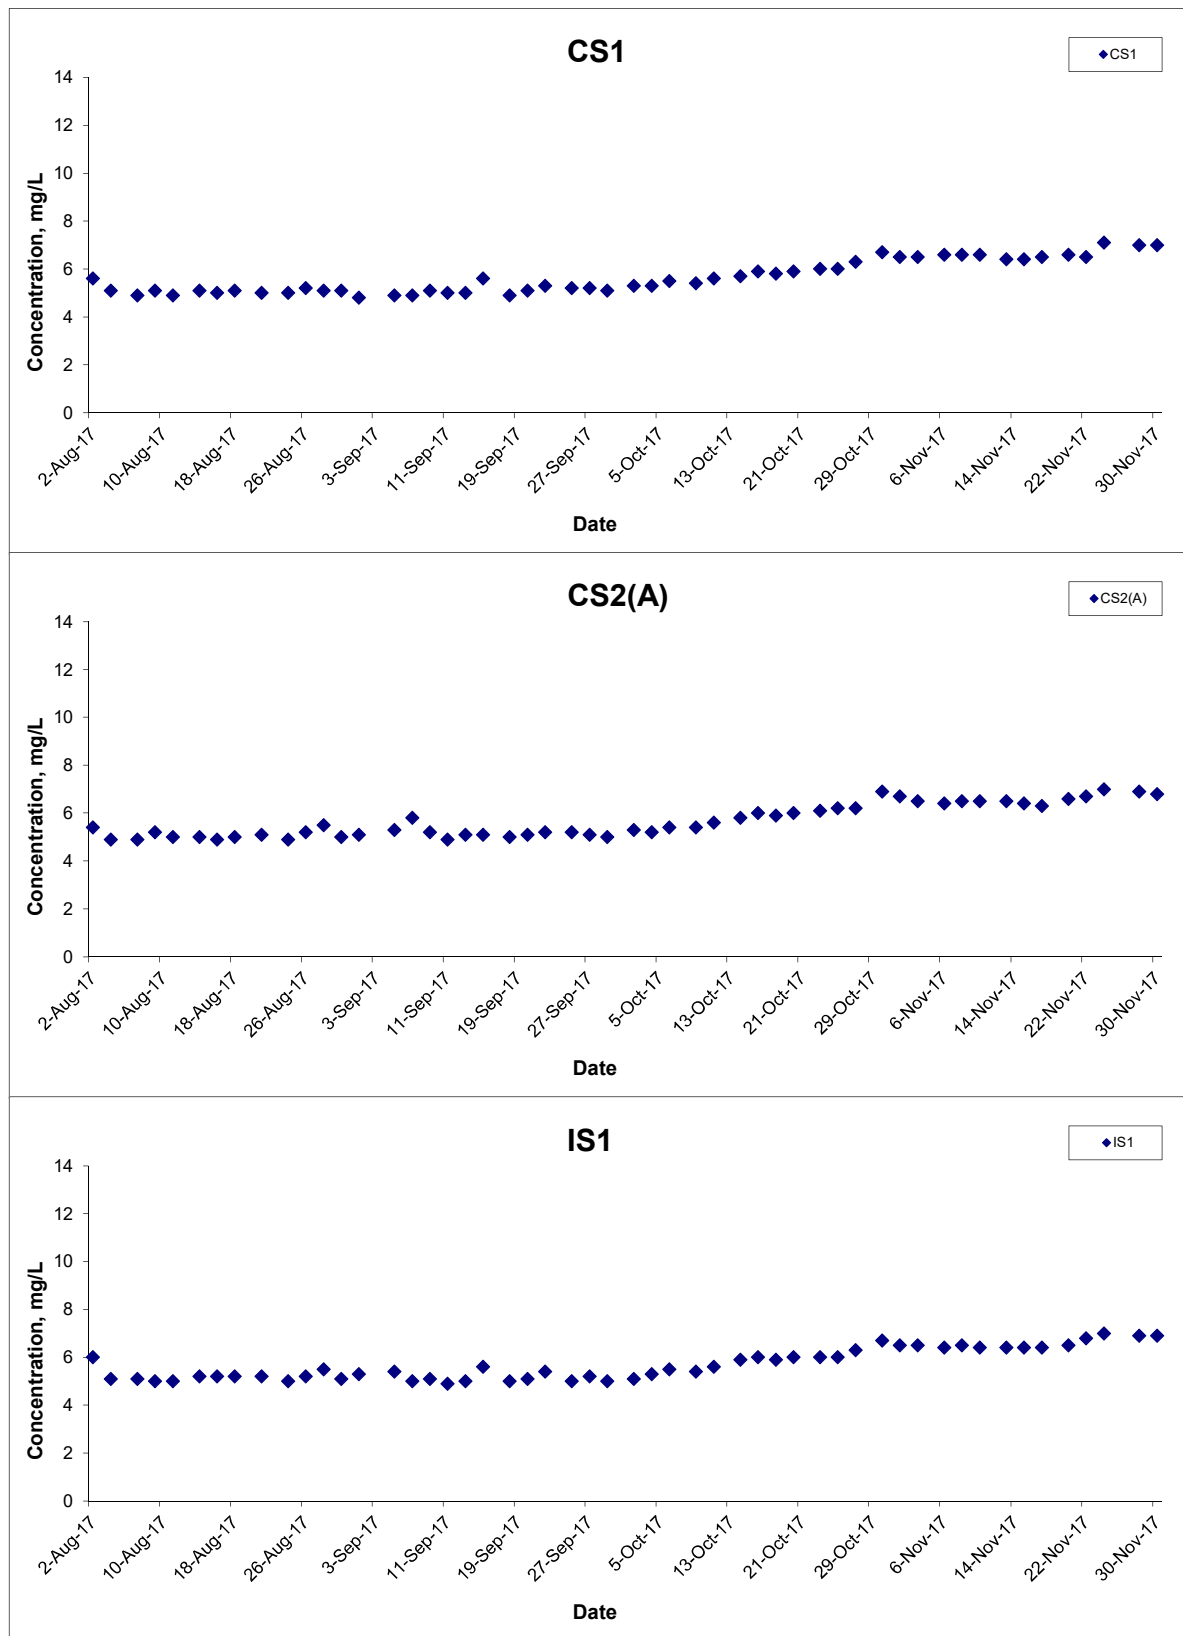 CS1
CS1
14
12
10
8
6
4
2
0
Concentration, mg/L
2-Aug-17
10-Aug-17
18-Aug-17
26-Aug-17
3-Sep-17
11-Sep-17
19-Sep-17
27-Sep-17
5-Oct-17
13-Oct-17
21-Oct-17
29-Oct-17
6-Nov-17
14-Nov-17
22-Nov-17
30-Nov-17
Date
CS2(A)
CS2(A)
14
12
10
8
6
4
2
0
Concentration, mg/L
2-Aug-17
10-Aug-17
18-Aug-17
26-Aug-17
3-Sep-17
11-Sep-17
19-Sep-17
27-Sep-17
5-Oct-17
13-Oct-17
21-Oct-17
29-Oct-17
6-Nov-17
14-Nov-17
22-Nov-17
30-Nov-17
Date
IS1
IS1
14
12
10
8
6
4
2
0
Concentration, mg/L
2-Aug-17
10-Aug-17
18-Aug-17
26-Aug-17
3-Sep-17
11-Sep-17
19-Sep-17
27-Sep-17
5-Oct-17
13-Oct-17
21-Oct-17
29-Oct-17
6-Nov-17
14-Nov-17
22-Nov-17
30-Nov-17
Date